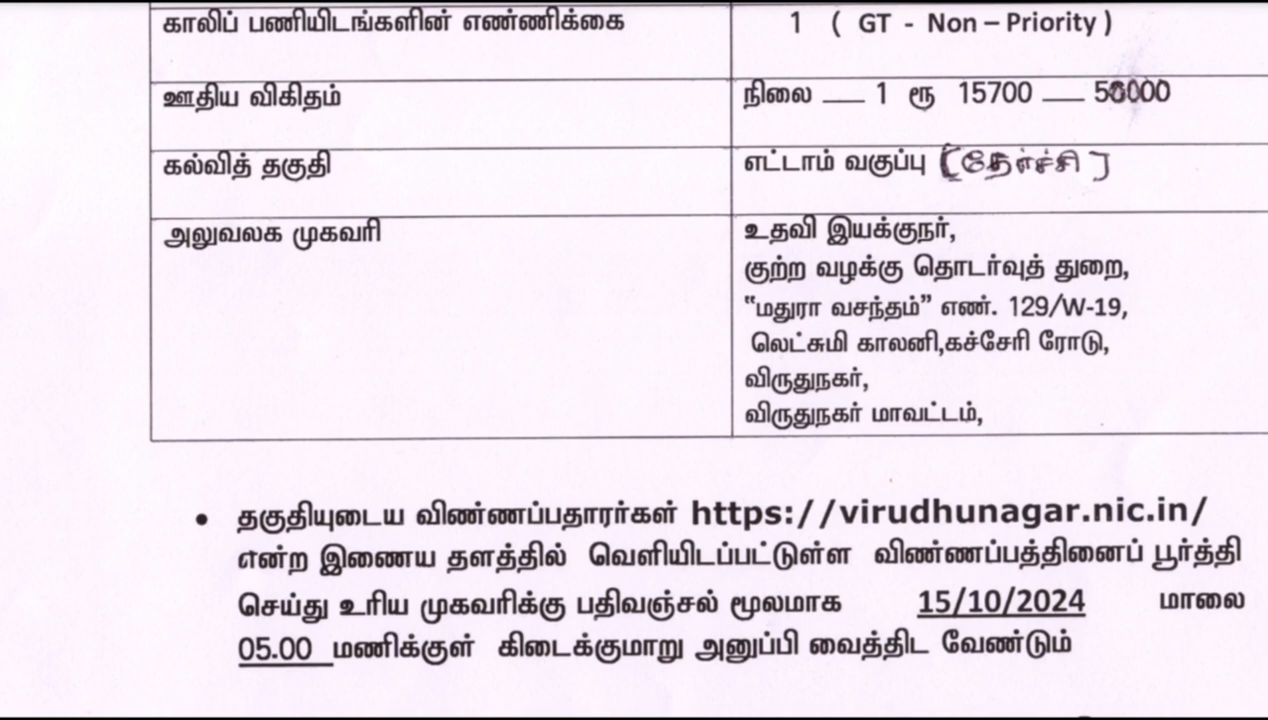 காலிப் பணியிடங்களின் எண்ணிக்கை 1 ( GT - Non – Priority )
ஊதிய விகிதம் நிலை — 1 ரூ 15700 — 50000
கல்வித் தகுதி எட்டாம் வகுப்பு [தேர்ச்சி]
அலுவலக முகவரி உதவி இயக்குநர்,
குற்ற வழக்கு தொடர்வுத் துறை,
“மதுரா வசந்தம்” எண். 129/W-19,
லெட்சுமி காலனி,கச்சேரி ரோடு,
விருதுநகர்,
விருதுநகர் மாவட்டம்,
• தகுதியுடைய விண்ணப்பதாரர்கள் https://virudhunagar.nic.in/
என்ற இணைய தளத்தில் வெளியிடப்பட்டுள்ள விண்ணப்பத்தினைப் பூர்த்தி
செய்து உரிய முகவரிக்கு பதிவஞ்சல் மூலமாக 15/10/2024 மாலை
05.00 மணிக்குள் கிடைக்குமாறு அனுப்பி வைத்திட வேண்டும்